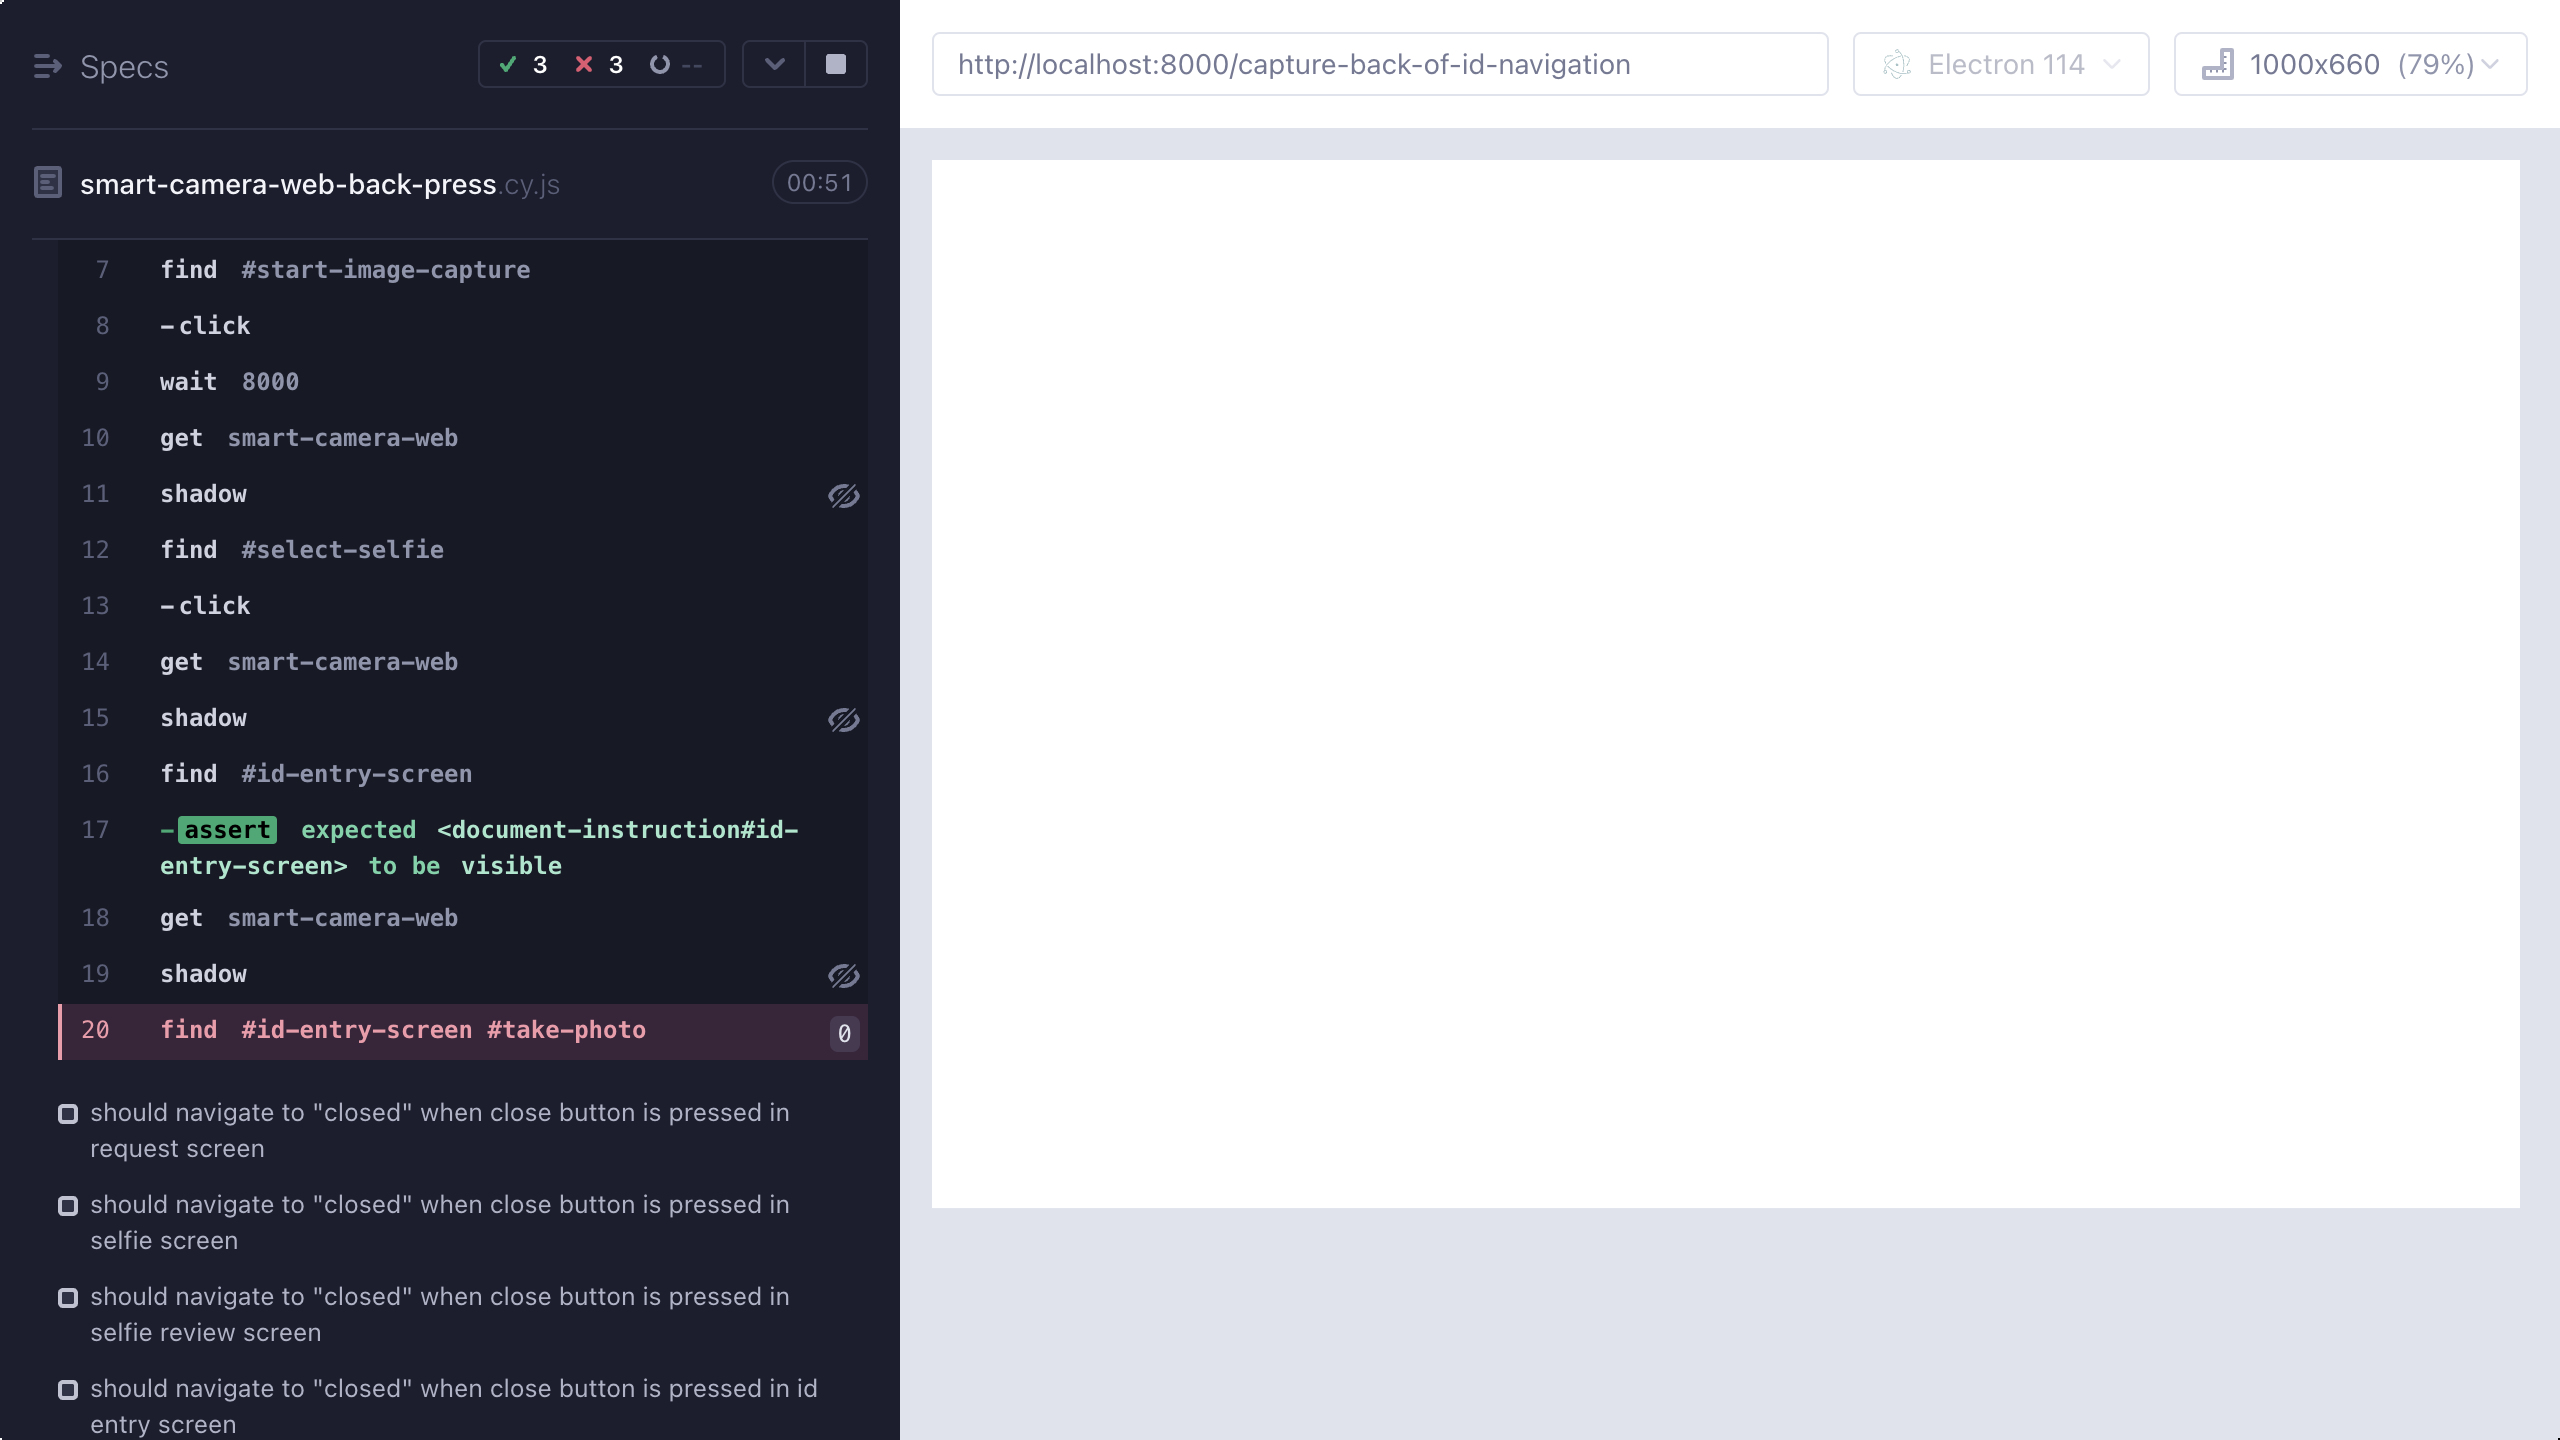 Specs
3 3 --
smart-camera-web-back-press.cy.js 00:51
7 find #start-image-capture
8 -click
9 wait 8000
10 get smart-camera-web
11 shadow
12 find #select-selfie
13 -click
14 get smart-camera-web
15 shadow
16 find #id-entry-screen
17 -assert expected <document-instruction#id-
entry-screen> to be visible
18 get smart-camera-web
19 shadow
20 find #id-entry-screen #take-photo 0
should navigate to "closed" when close button is pressed in
request screen
should navigate to "closed" when close button is pressed in
selfie screen
should navigate to "closed" when close button is pressed in
selfie review screen
should navigate to "closed" when close button is pressed in id
entry screen
http://localhost:8000/capture-back-of-id-navigation
Electron 114
1000x660 (79%)